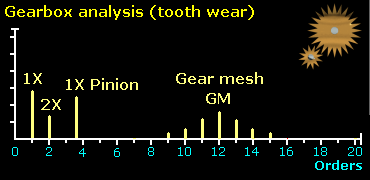 Gearbox analysis (tooth wear)
1X
2X
1X Pinion
Gear mesh
GM
0 2 4 6 8 10 12 14 16 18 20
Orders